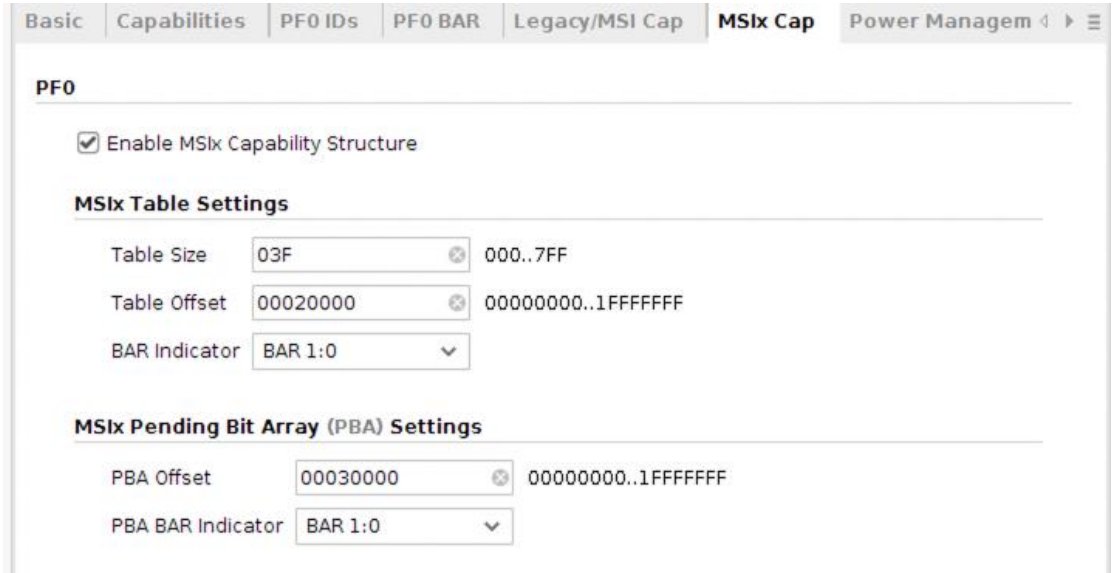 Basic Capabilities PF0 IDs PF0 BAR Legacy/MSI Cap MSIx Cap Power Managem
PF0
Enable MSIx Capability Structure
MSIx Table Settings
Table Size 03F 000..7FF
Table Offset 00020000 00000000..1FFFFFFF
BAR Indicator BAR 1:0
MSIx Pending Bit Array (PBA) Settings
PBA Offset 00030000 00000000..1FFFFFFF
PBA BAR Indicator BAR 1:0